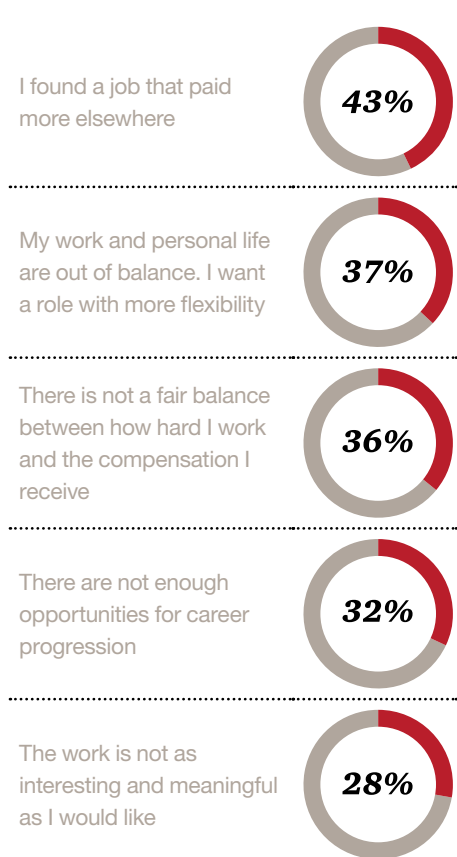 I found a job that paid
more elsewhere
43%
My work and personal life
are out of balance. I want
a role with more flexibility
37%
There is not a fair balance
between how hard I work
and the compensation I
receive
36%
There are not enough
opportunities for career
progression
32%
The work is not as
interesting and meaningful
as I would like
28%